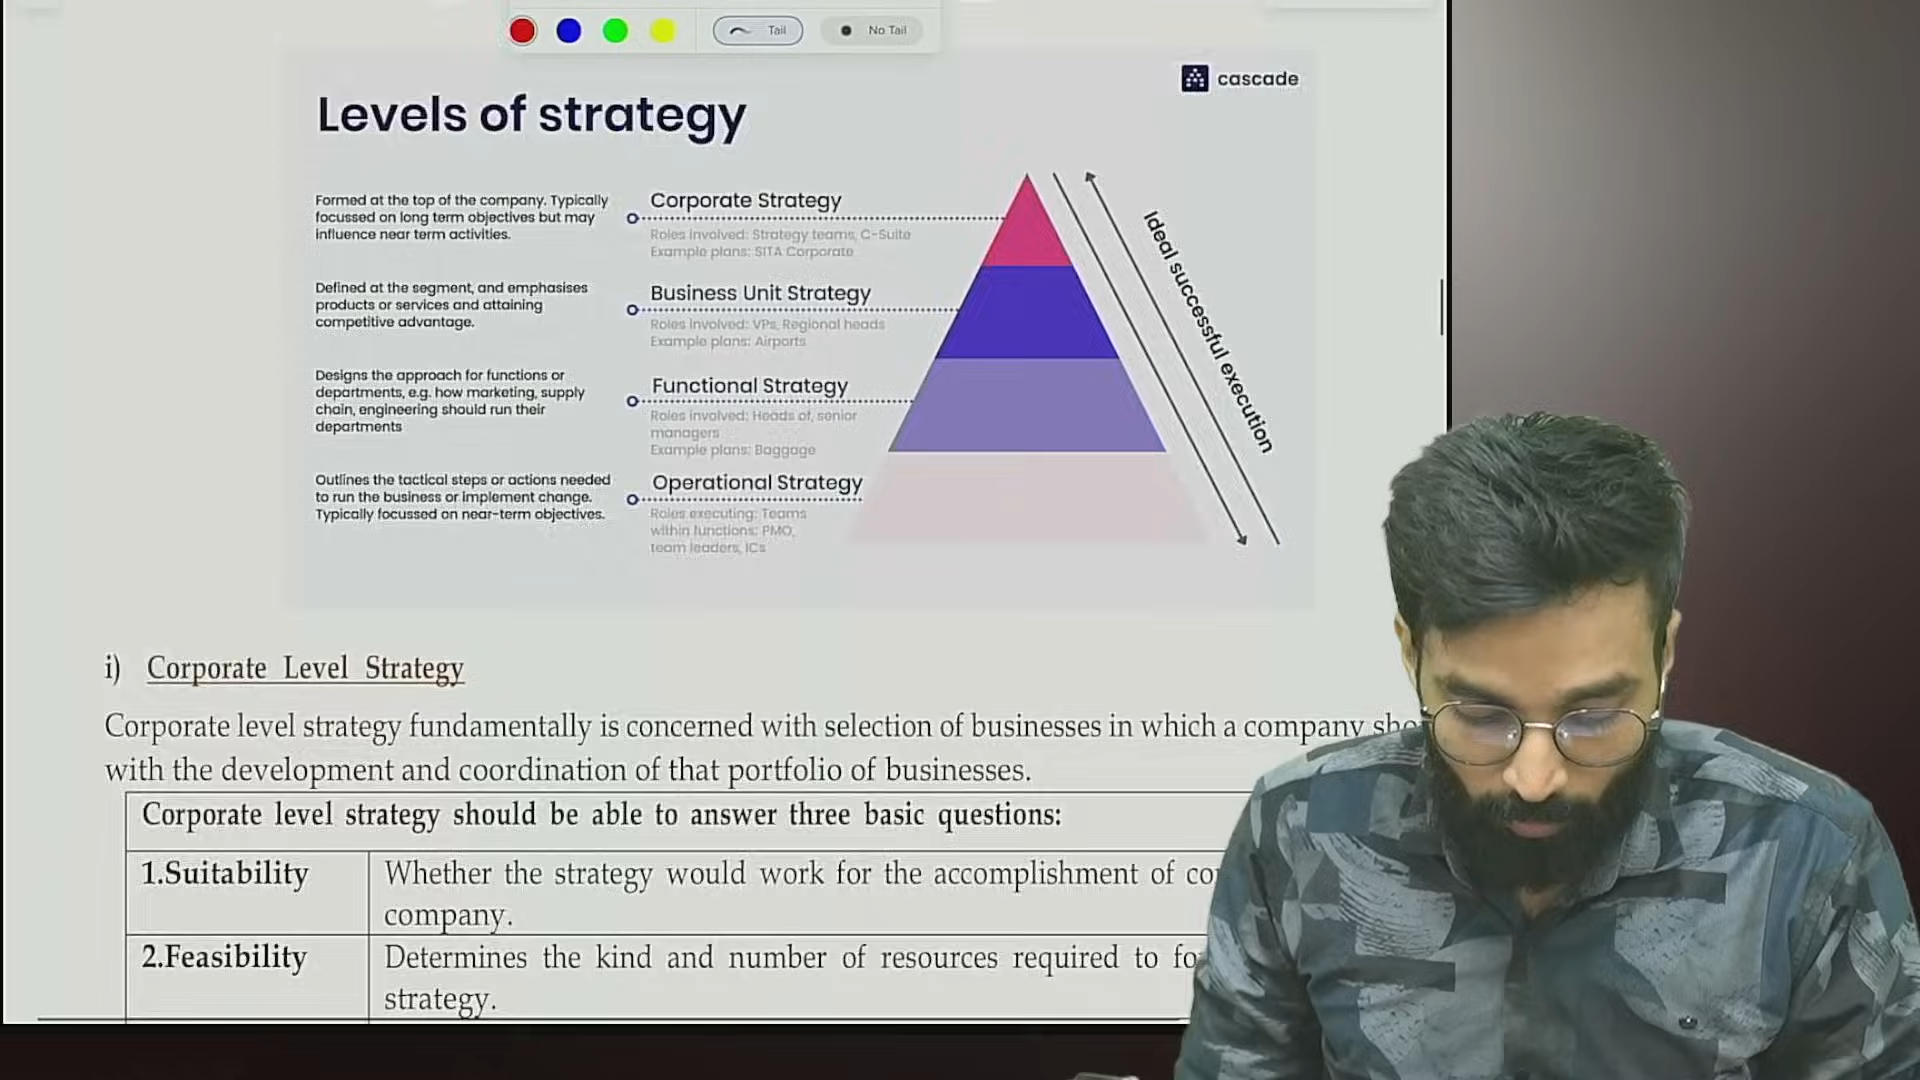 Tail
No Tail
cascade
Levels of strategy
Formed at the top of the company. Typically
focussed on long term objectives but may
influence near term activities.
Corporate Strategy
Roles involved: Strategy teams, C-Suite
Example plans: SITA Corporate
Defined at the segment, and emphasises
products or services and attaining
competitive advantage.
Business Unit Strategy
Roles involved: VPs, Regional heads
Example plans: Airports
Designs the approach for functions or
departments, e.g. how marketing, supply
chain, engineering should run their
departments
Functional Strategy
Roles involved: Heads of, senior
managers
Example plans: Baggage
Outlines the tactical steps or actions needed
to run the business or implement change.
Typically focussed on near-term objectives.
Operational Strategy
Roles executing: Teams
within functions: PMO,
team leaders, ICs
Ideal successful execution
i) Corporate Level Strategy
Corporate level strategy fundamentally is concerned with selection of businesses in which a company
with the development and coordination of that portfolio of businesses.
Corporate level strategy should be able to answer three basic questions:
1.Suitability
Whether the strategy would work for the accomplishment of
company.
2.Feasibility
Determines the kind and number of resources required to
strategy.